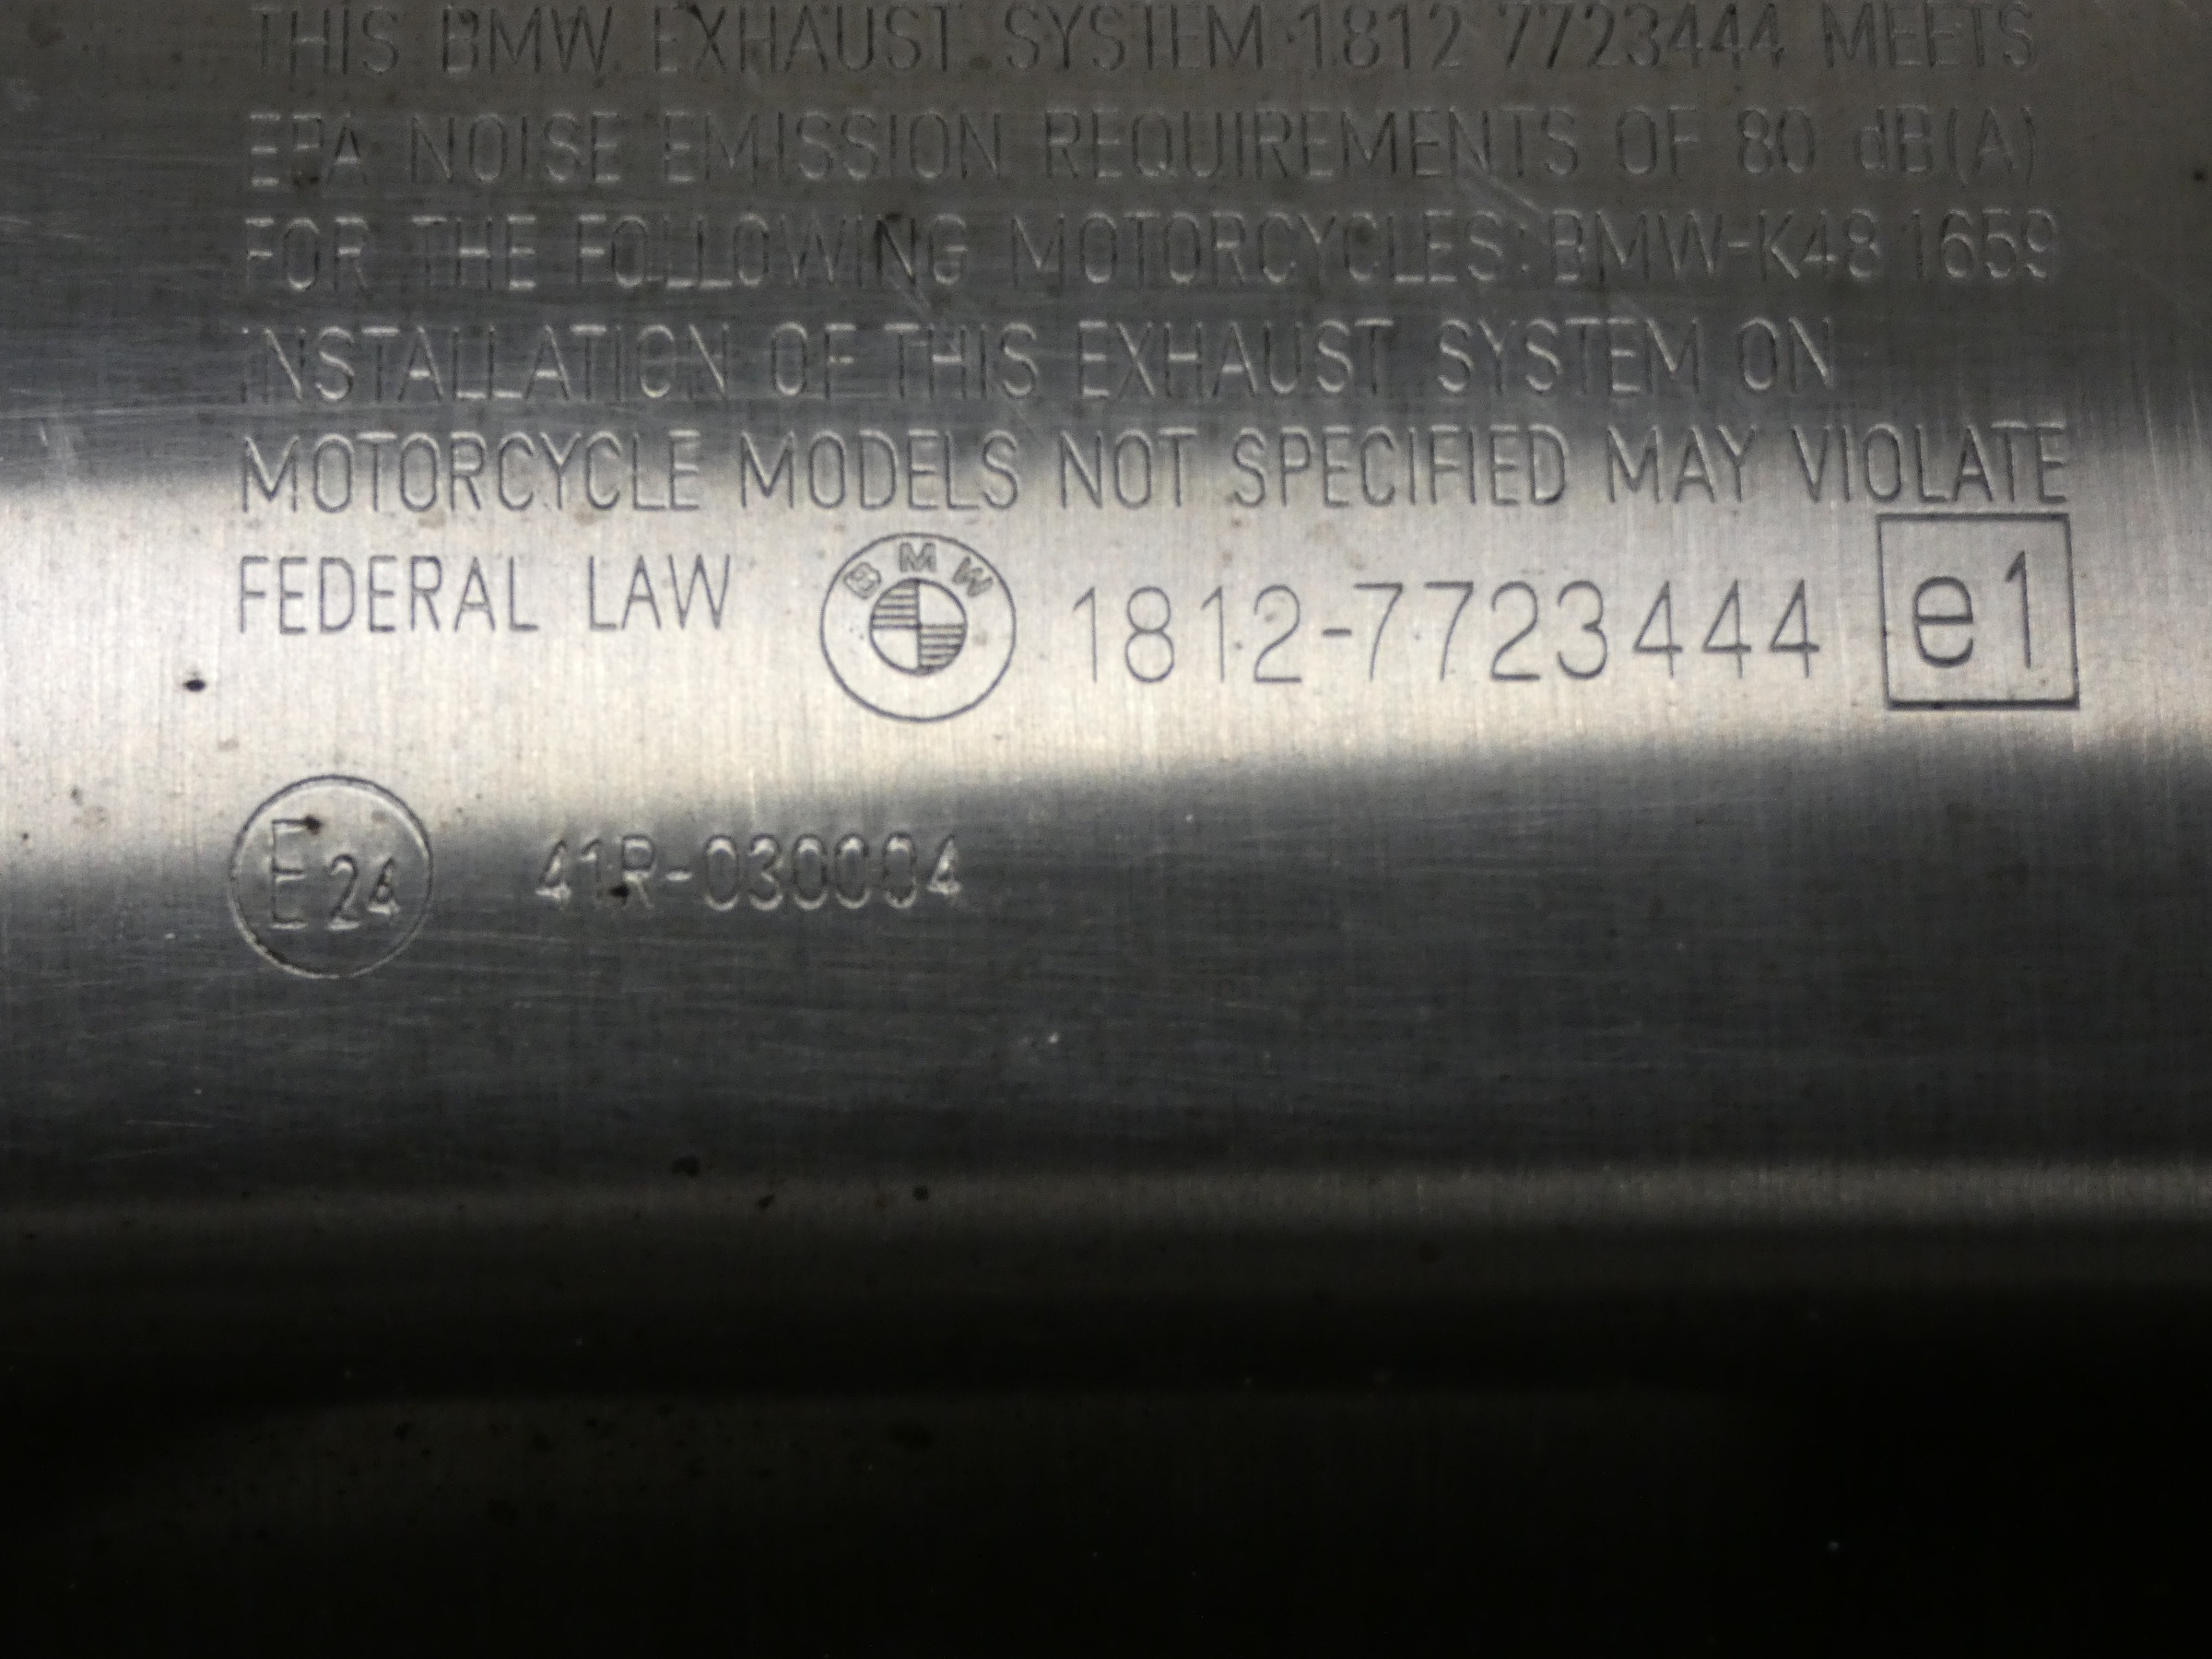 THIS BMW EXHAUST SYSTEM 1812 7723444 MEETS
EPA NOISE EMISSION REQUIREMENTS OF 80 dB(A)
FOR THE FOLLOWING MOTORCYCLES: BMW-K48 1659
INSTALLATION OF THIS EXHAUST SYSTEM ON
MOTORCYCLE MODELS NOT SPECIFIED MAY VIOLATE
FEDERAL LAW BMW 1812-7723444 e1
E24 41R-030004